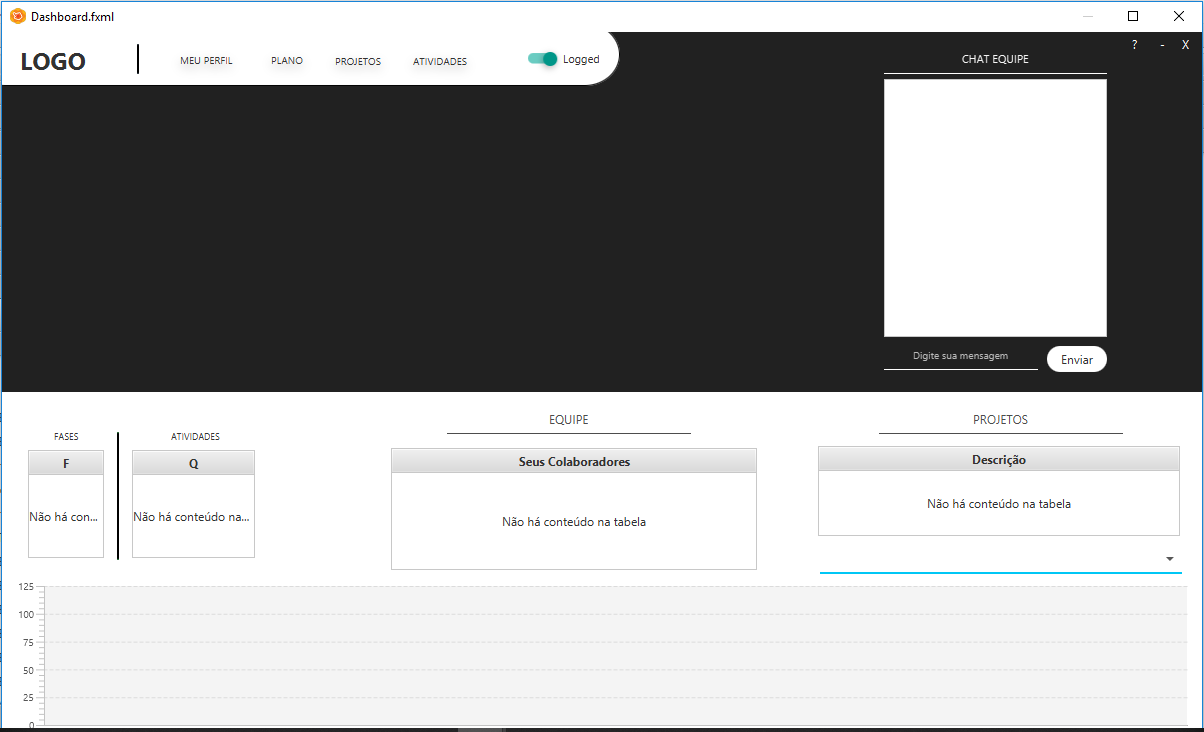 Dashboard.fxml
? - X
LOGO
MEU PERFIL
PLANO
PROJETOS
ATIVIDADES
Logged
CHAT EQUIPE
Digite sua mensagem
Enviar
FASES
F
Não há con...
ATIVIDADES
Q
Não há conteúdo na...
EQUIPE
Seus Colaboradores
Não há conteúdo na tabela
PROJETOS
Descrição
Não há conteúdo na tabela
125
100
75
50
25
0